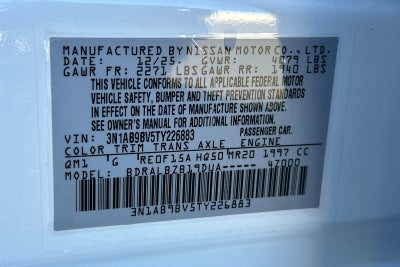 MANUFACTURED BY NISSAN MOTOR CO., LTD.
DATE: 12/25. GVWR: 4079 LBS
GAWR FR: 2271 LBS GAWR RR: 1940 LBS
THIS VEHICLE CONFORMS TO ALL APPLICABLE FEDERAL MOTOR
VEHICLE SAFETY, BUMPER AND THEFT PREVENTION STANDARDS
IN EFFECT ON THE DATE OF MANUFACTURE SHOWN ABOVE.
SEE OWNER'S MANUAL FOR ADDITIONAL INFORMATION.
VIN: 3N1AB9BV5TY226883 PASSENGER CAR.
COLOR TRIM TRANS AXLE ENGINE
QM1 G RE0F15A HQ50 MR20 1997 CC
MODEL: BDRALBZB19DUA----- 47000
3N1AB9BV5TY226883